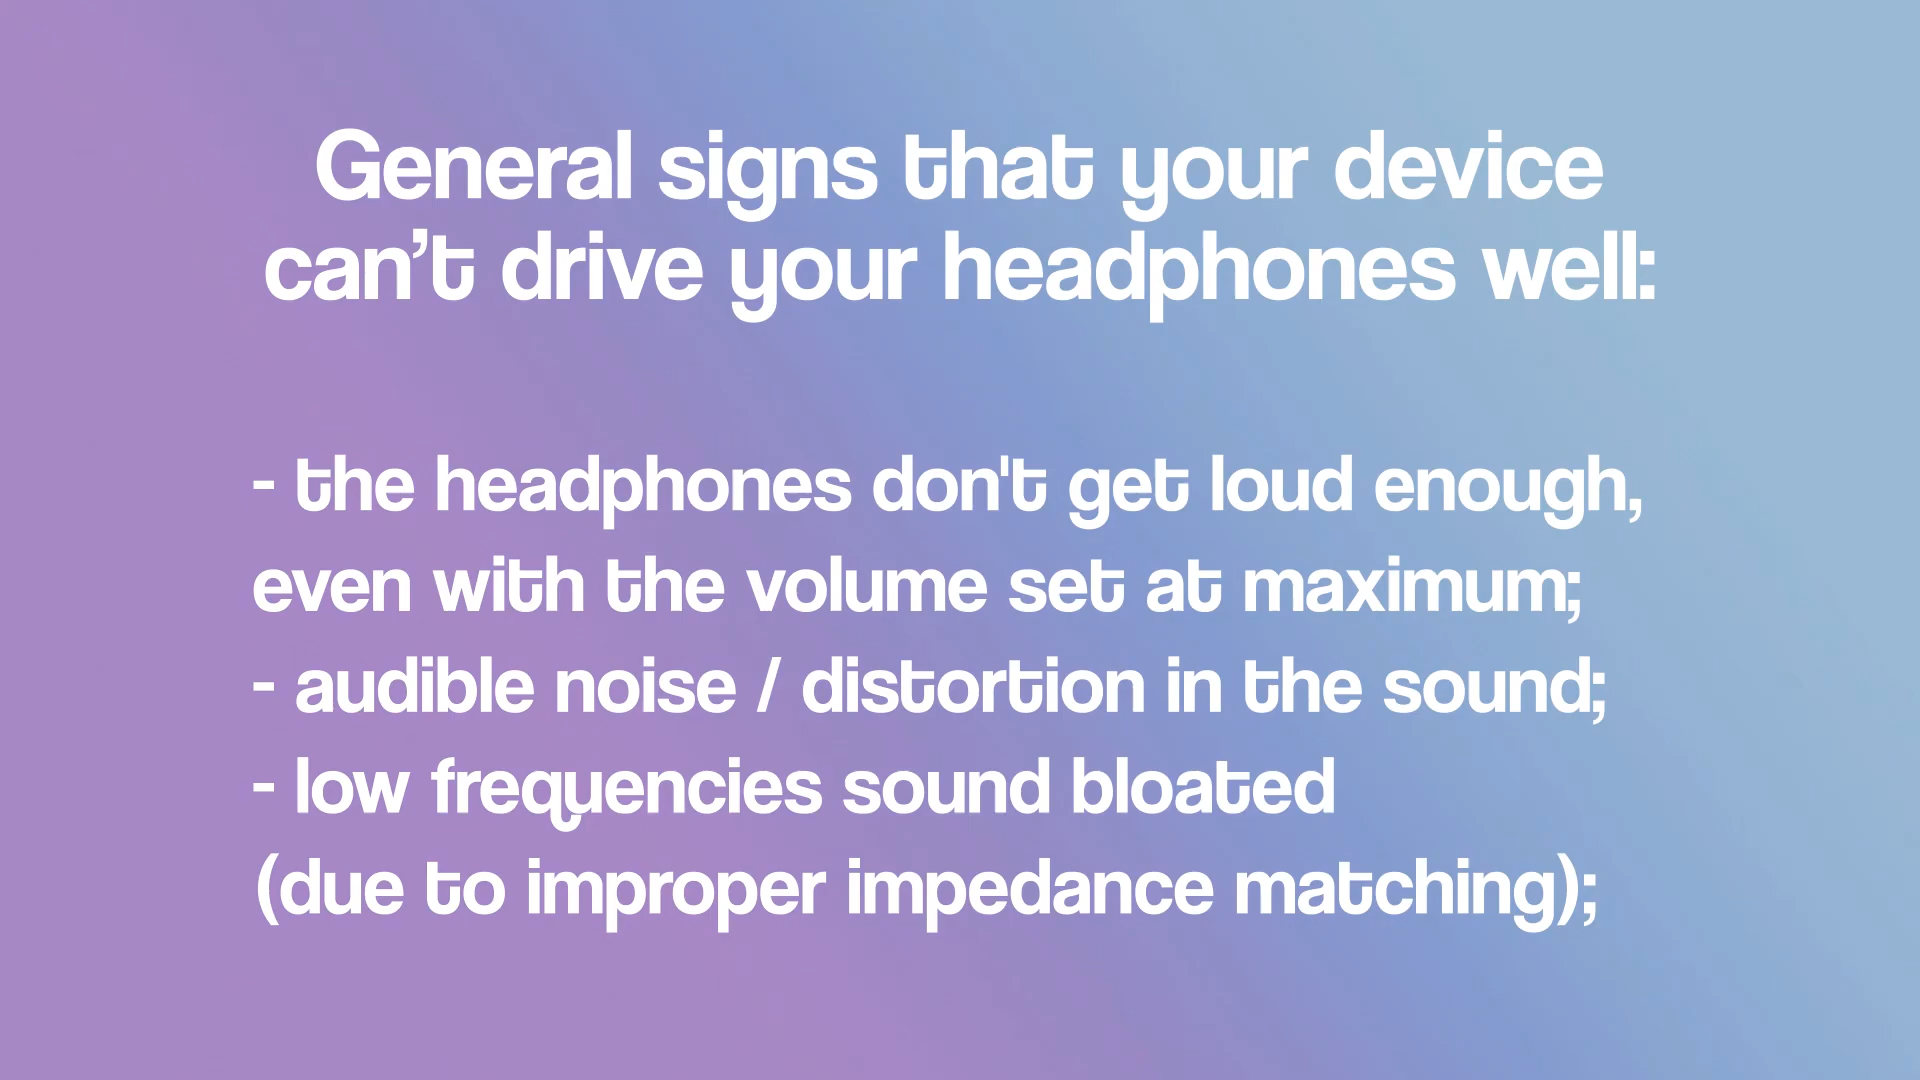 General signs that your device
can’t drive your headphones well:
- the headphones don't get loud enough,
even with the volume set at maximum;
- audible noise / distortion in the sound;
- low frequencies sound bloated
(due to improper impedance matching);